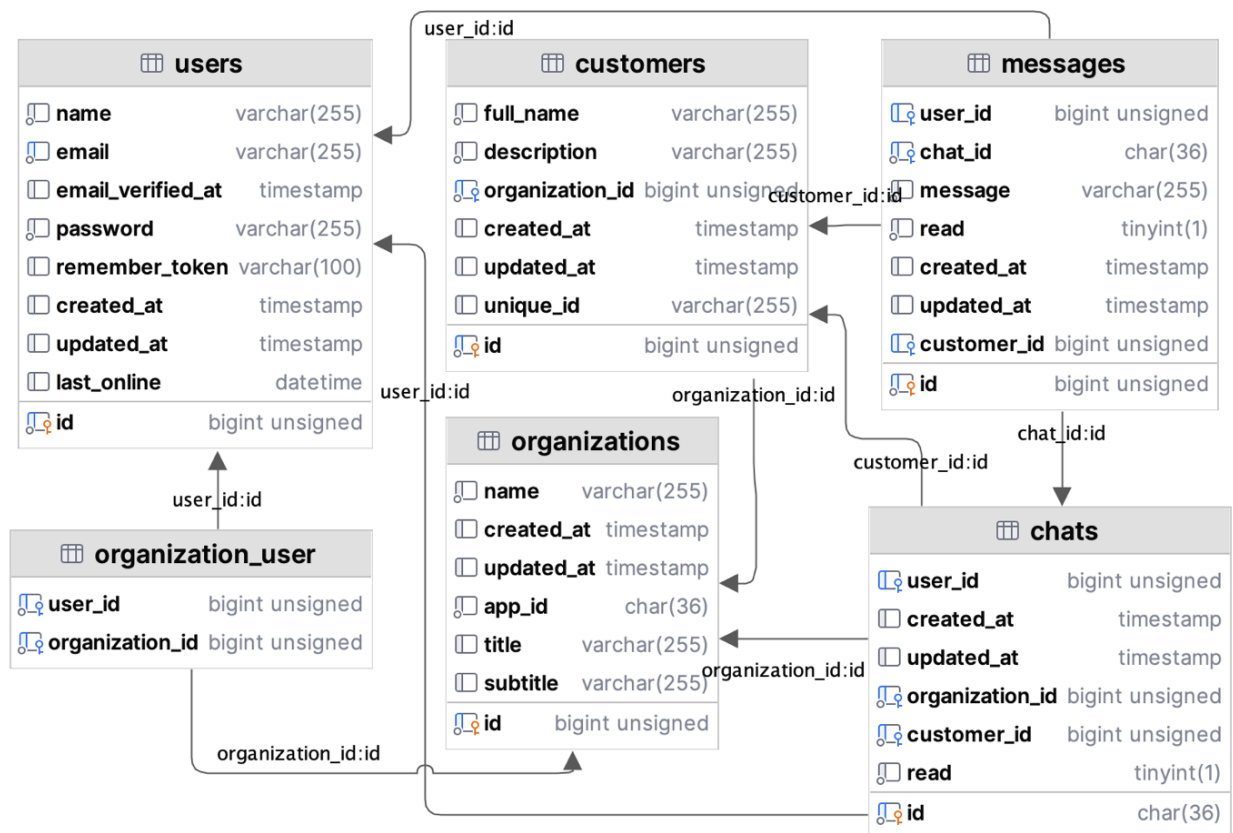 user_id:id
users
name varchar(255)
email varchar(255)
email_verified_at timestamp
password varchar(255)
remember_token varchar(100)
created_at timestamp
updated_at timestamp
last_online datetime
id bigint unsigned
customers
full_name varchar(255)
description varchar(255)
organization_id bigint unsigned
created_at timestamp
updated_at timestamp
unique_id varchar(255)
id bigint unsigned
messages
user_id bigint unsigned
chat_id char(36)
message varchar(255)
read tinyint(1)
created_at timestamp
updated_at timestamp
customer_id bigint unsigned
id bigint unsigned
customer_id:id
user_id:id
organization_id:id
chat_id:id
customer_id:id
organizations
name varchar(255)
created_at timestamp
updated_at timestamp
app_id char(36)
title varchar(255)
subtitle varchar(255)
id bigint unsigned
user_id:id
organization_user
user_id bigint unsigned
organization_id bigint unsigned
organization_id:id
organization_id:id
chats
user_id bigint unsigned
created_at timestamp
updated_at timestamp
organization_id bigint unsigned
customer_id bigint unsigned
read tinyint(1)
id char(36)